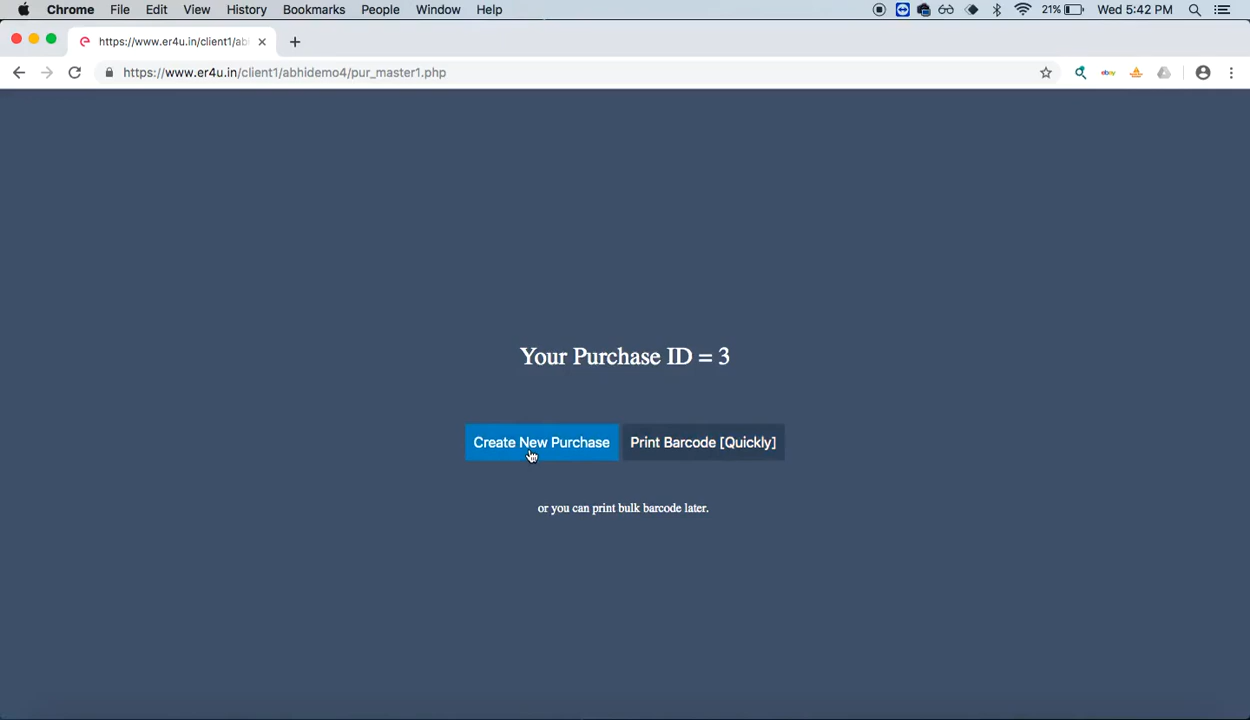 Chrome File Edit View History Bookmarks People Window Help 21% Wed 5:42 PM
https://www.er4u.in/client1/ab
https://www.er4u.in/client1/abhidemo4/pur_master1.php ebay
Your Purchase ID = 3
Create New Purchase Print Barcode [Quickly]
or you can print bulk barcode later.